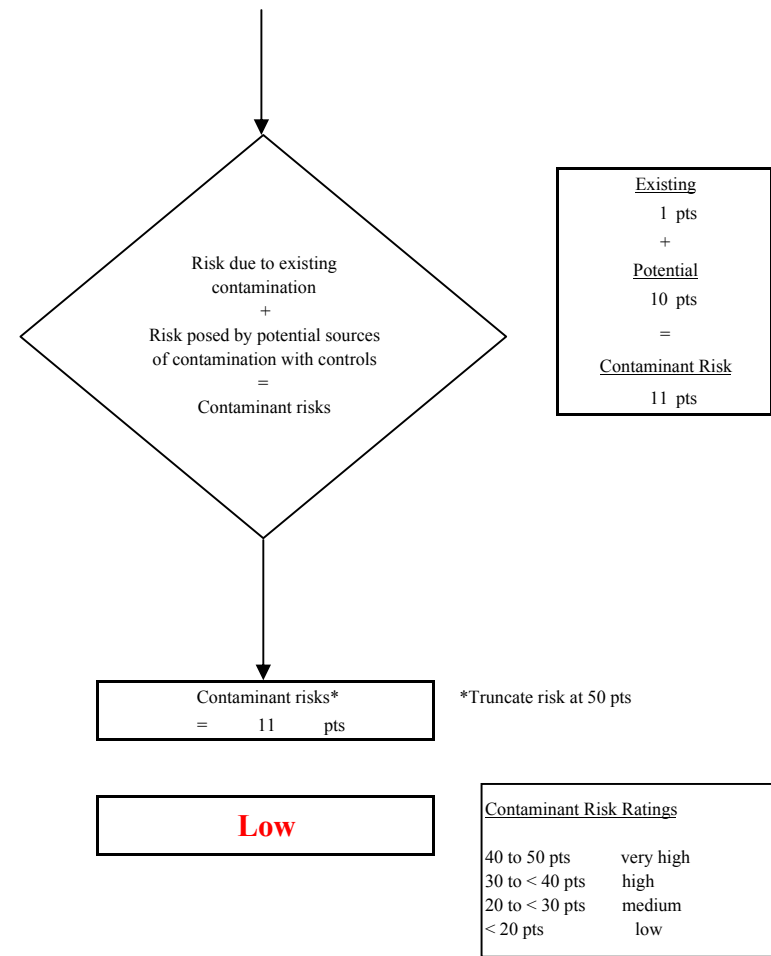 Risk due to existing
contamination
+
Risk posed by potential sources
of contamination with controls
=
Contaminant risks
Existing
1 pts
+
Potential
10 pts
=
Contaminant Risk
11 pts
Contaminant risks*
= 11 pts
*Truncate risk at 50 pts
Low
Contaminant Risk Ratings
40 to 50 pts very high
30 to < 40 pts high
20 to < 30 pts medium
< 20 pts low